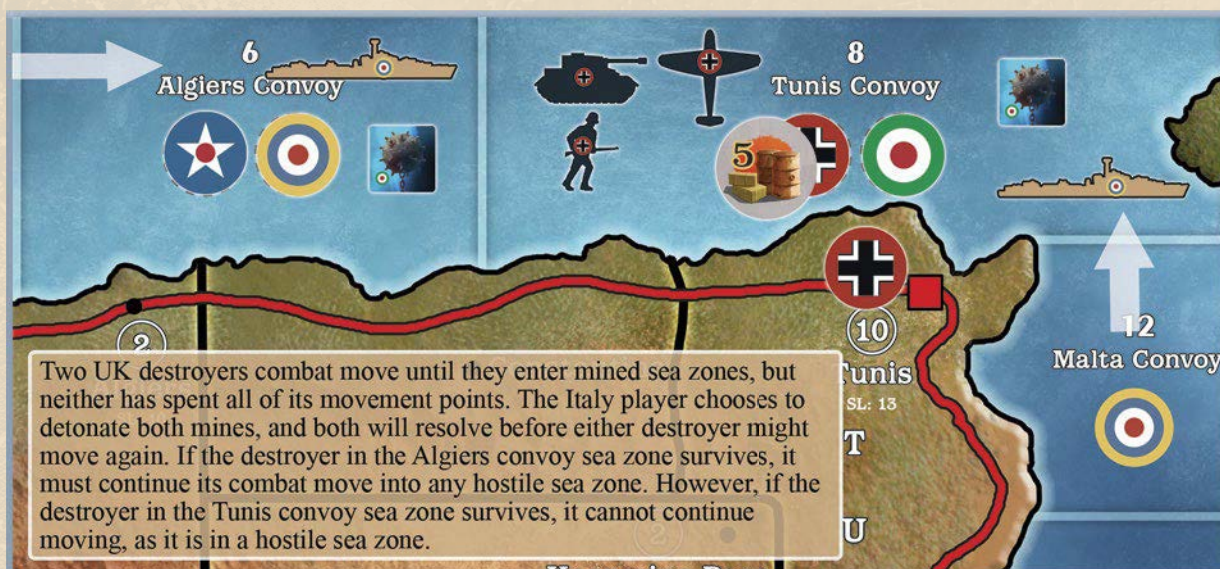 6
Algiers Convoy
8
Tunis Convoy
5
12
Malta Convoy
2
10
Tunis
SL: 13
T
U
Two UK destroyers combat move until they enter mined sea zones, but
neither has spent all of its movement points. The Italy player chooses to
detonate both mines, and both will resolve before either destroyer might
move again. If the destroyer in the Algiers convoy sea zone survives, it
must continue its combat move into any hostile sea zone. However, if the
destroyer in the Tunis convoy sea zone survives, it cannot continue
moving, as it is in a hostile sea zone.